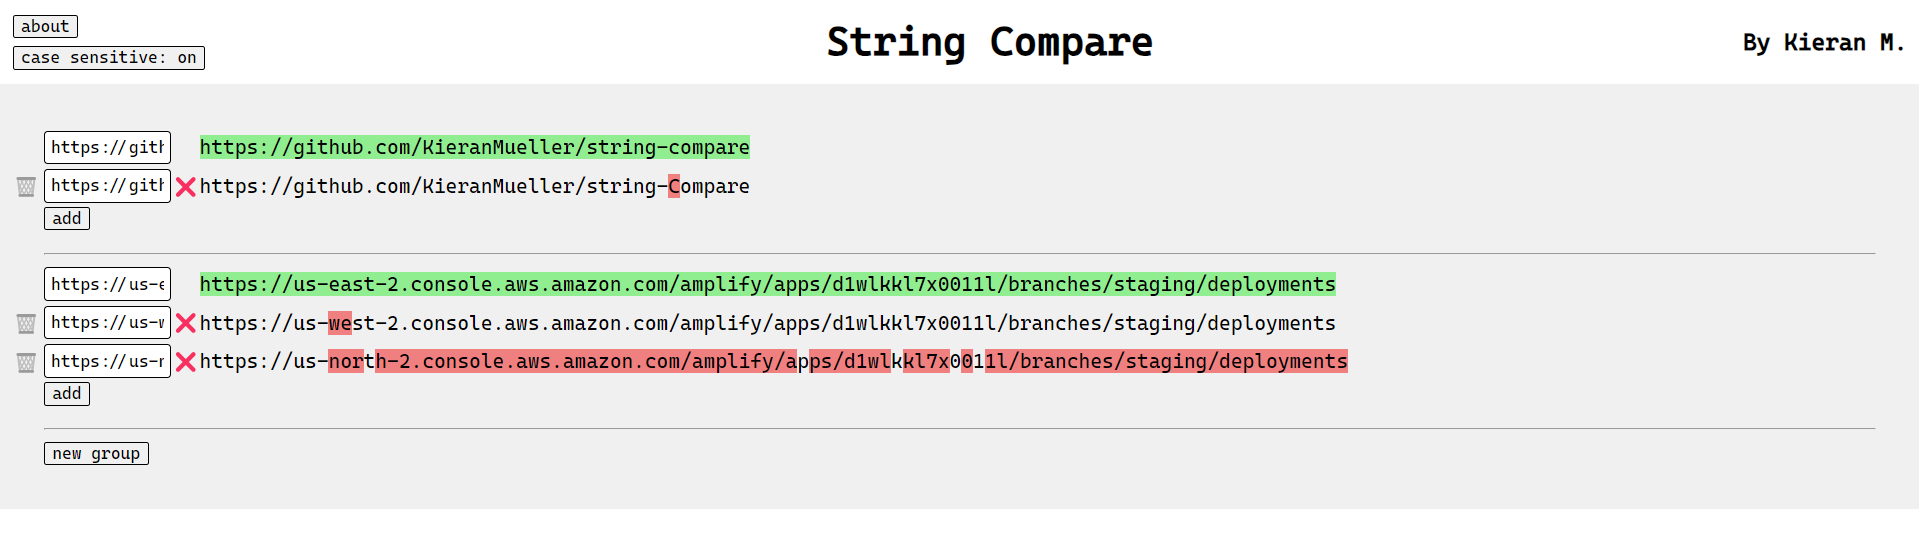 about
case sensitive: on
String Compare
By Kieran M.
https://gith
https://github.com/KieranMueller/string-compare
https://gith
https://github.com/KieranMueller/string-Compare
add
https://us-e
https://us-east-2.console.aws.amazon.com/amplify/apps/d1wlkkl7x0011l/branches/staging/deployments
https://us-w
https://us-west-2.console.aws.amazon.com/amplify/apps/d1wlkkl7x0011l/branches/staging/deployments
https://us-n
https://us-north-2.console.aws.amazon.com/amplify/apps/d1wlkkl7x0011l/branches/staging/deployments
add
new group